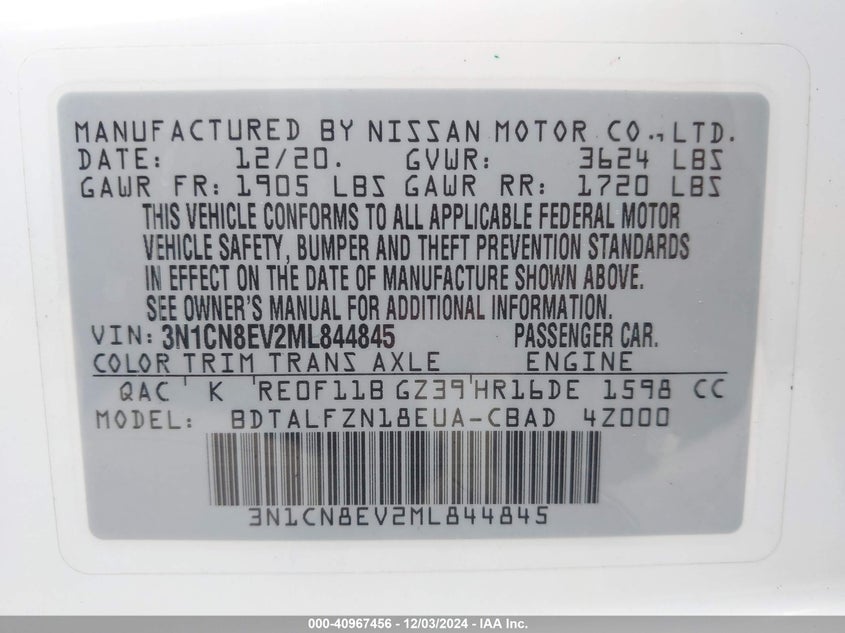 MANUFACTURED BY NISSAN MOTOR CO.,LTD.
DATE: 12/20. GVWR: 3624 LBS
GAWR FR: 1905 LBS GAWR RR: 1720 LBS
THIS VEHICLE CONFORMS TO ALL APPLICABLE FEDERAL MOTOR
VEHICLE SAFETY, BUMPER AND THEFT PREVENTION STANDARDS
IN EFFECT ON THE DATE OF MANUFACTURE SHOWN ABOVE.
SEE OWNER'S MANUAL FOR ADDITIONAL INFORMATION.
VIN: 3N1CN8EV2ML844845 PASSENGER CAR.
COLOR TRIM TRANS AXLE ENGINE
QAC K RE0F11B GZ39 HR16DE 1598 CC
MODEL: BDTALFZN18EUA-CBAD 4Z000
3N1CN8EV2ML844845
000-40967456 - 12/03/2024 - IAA Inc.